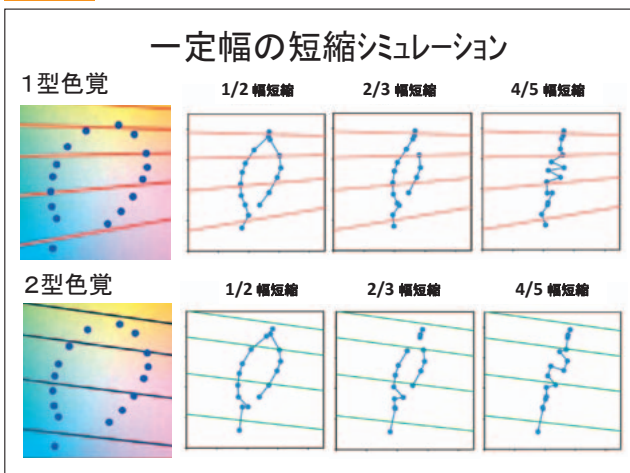 一定幅の短縮シミュレーション
1型色覚
1/2 幅短縮
2/3 幅短縮
4/5 幅短縮
2型色覚
1/2 幅短縮
2/3 幅短縮
4/5 幅短縮